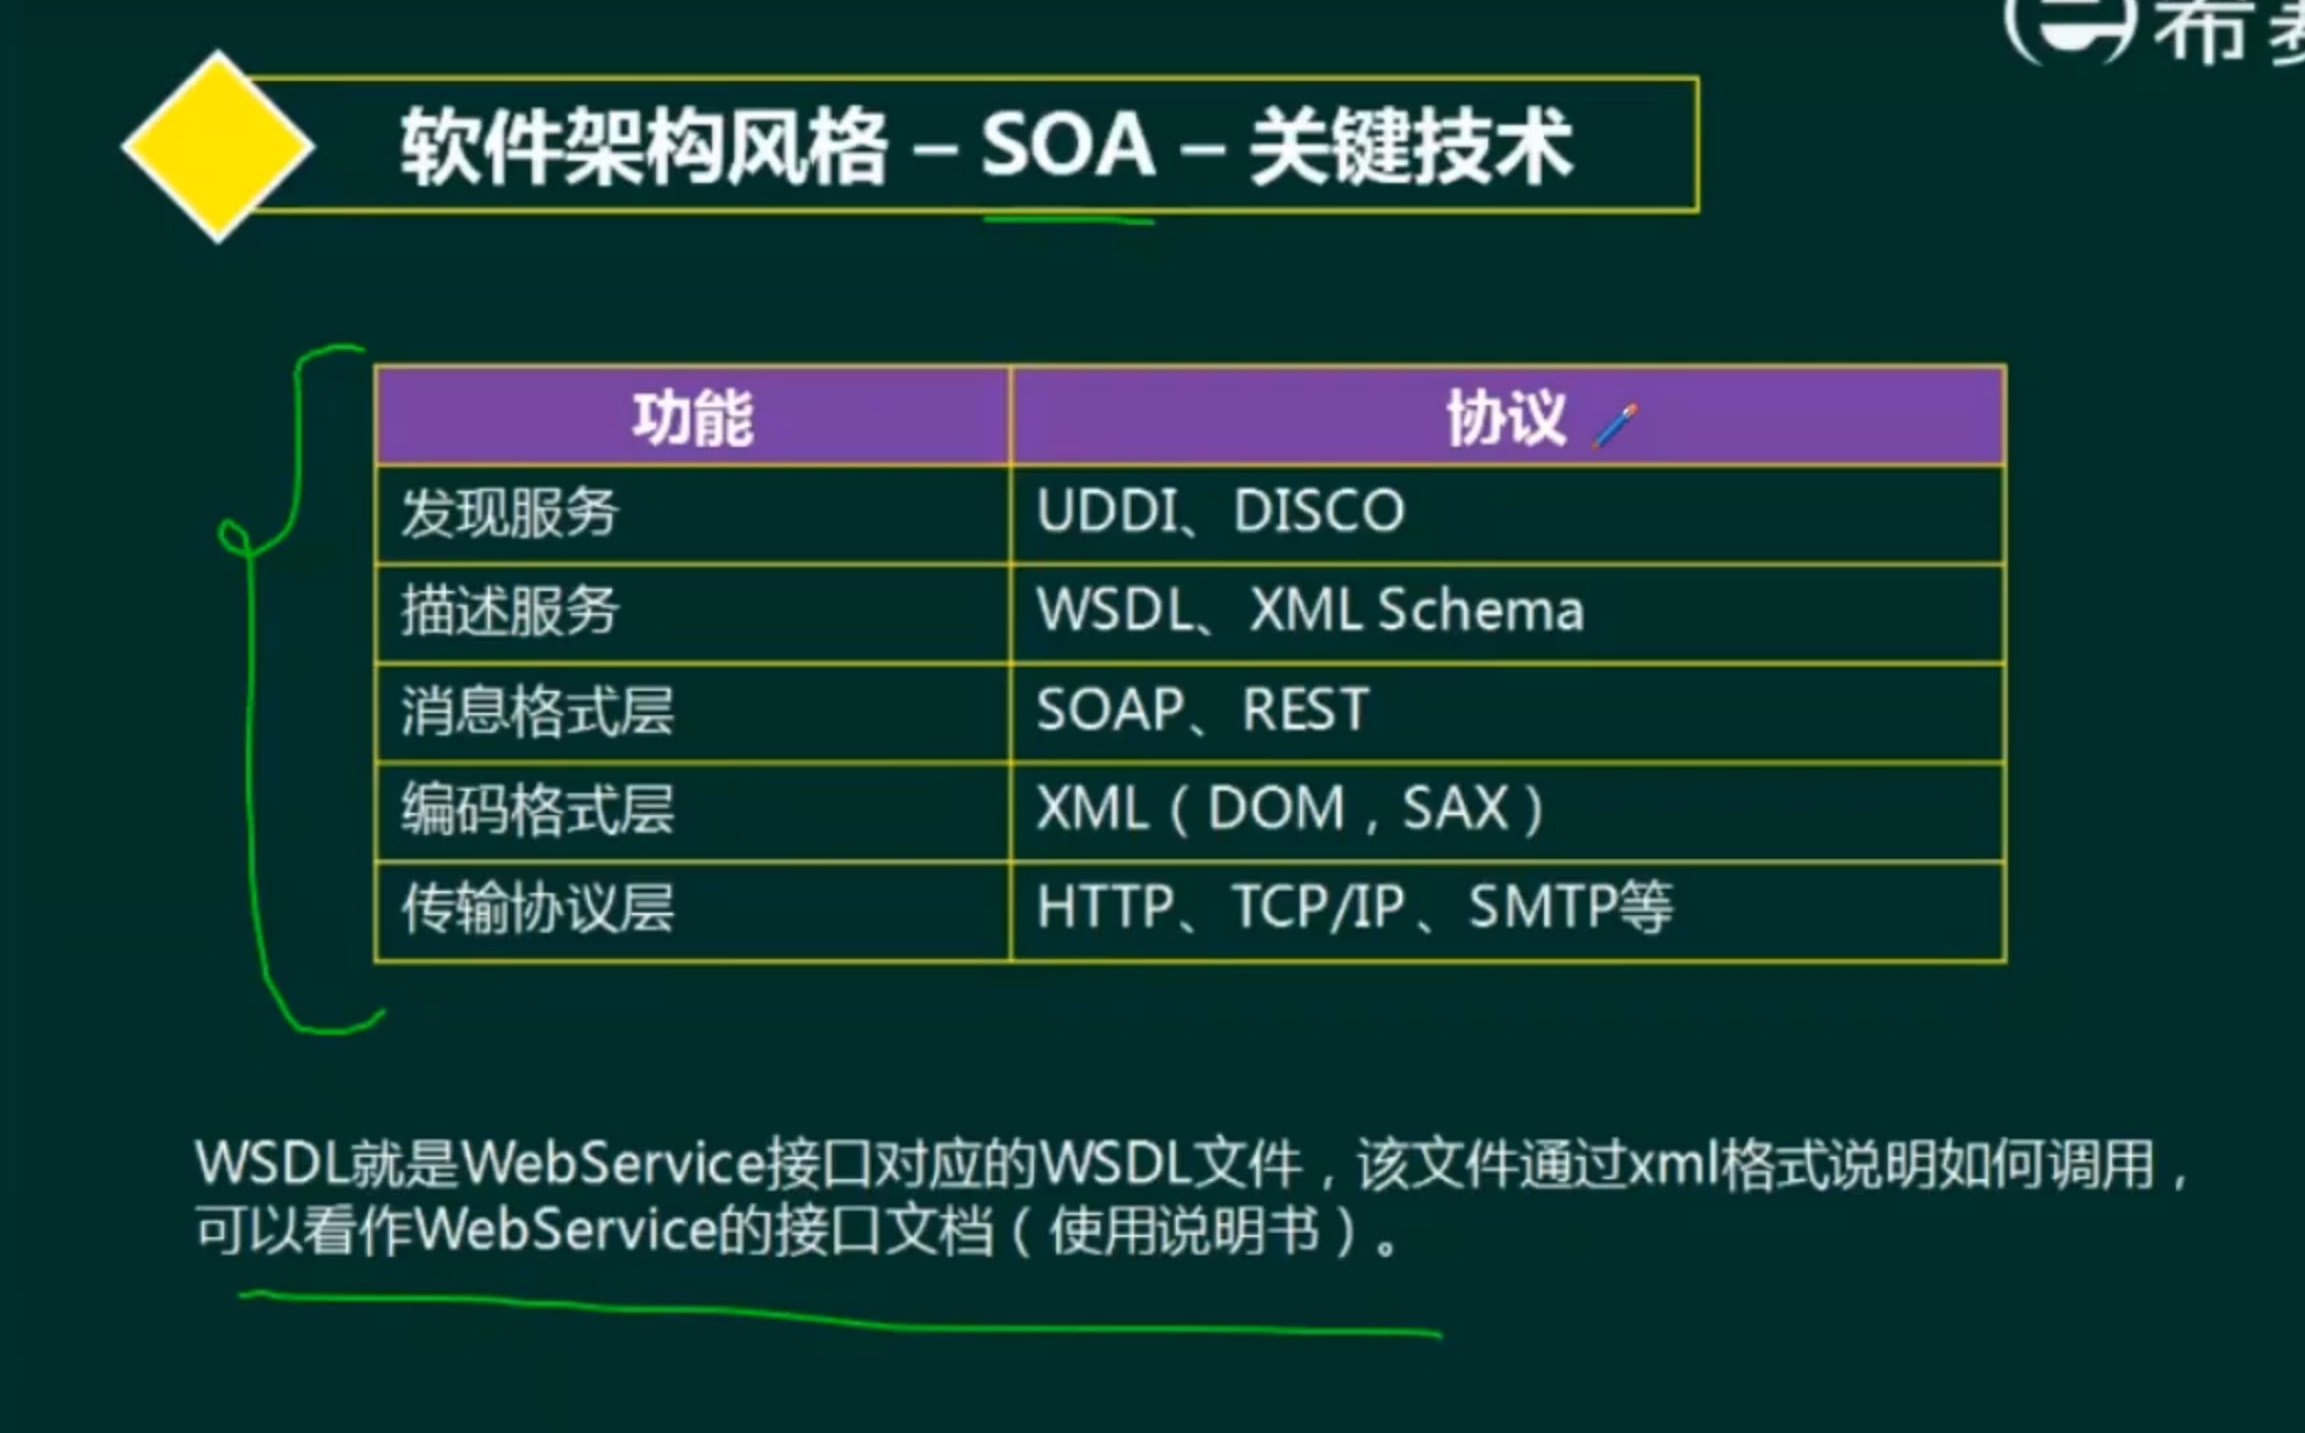 布
软件架构风格 – SOA – 关键技术
功能 协议
发现服务 UDDI、DISCO
描述服务 WSDL、XML Schema
消息格式层 SOAP、REST
编码格式层 XML（DOM，SAX）
传输协议层 HTTP、TCP/IP、SMTP等
WSDL就是WebService接口对应的WSDL文件，该文件通过xml格式说明如何调用，
可以看作WebService的接口文档（使用说明书）。